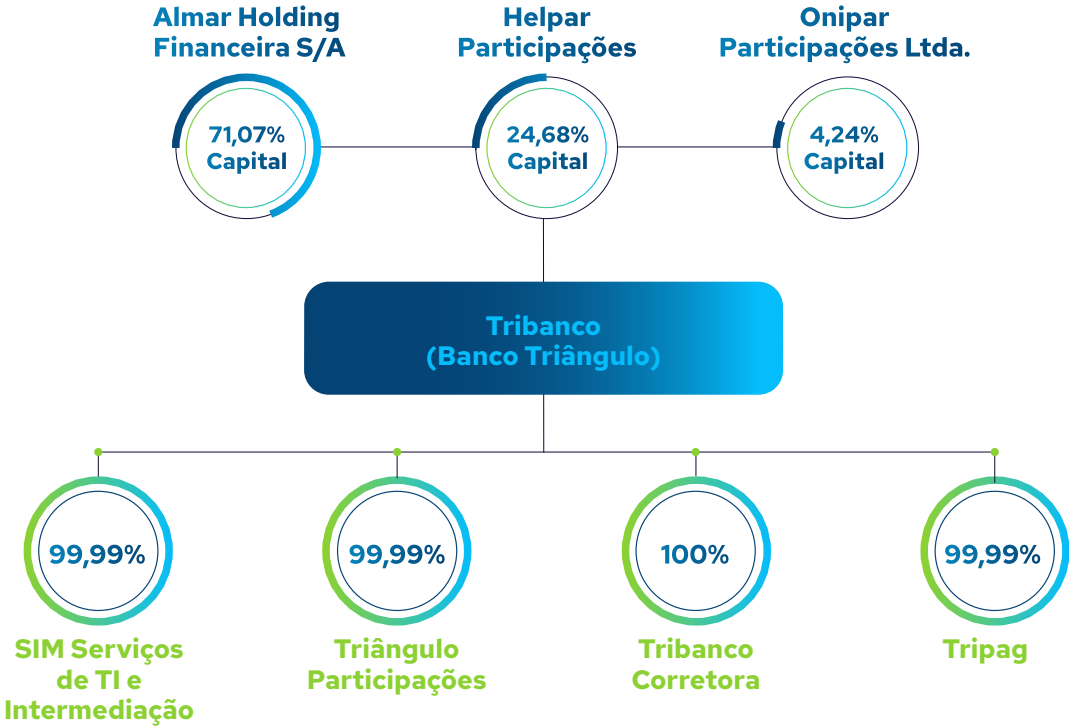 Almar Holding
Financeira S/A
Helpar
Participações
Onipar
Participações Ltda.
71,07%
Capital
24,68%
Capital
4,24%
Capital
Tribanco
(Banco Triângulo)
99,99%
99,99%
100%
99,99%
SIM Serviços
de TI e
Intermediação
Triângulo
Participações
Tribanco
Corretora
Tripag